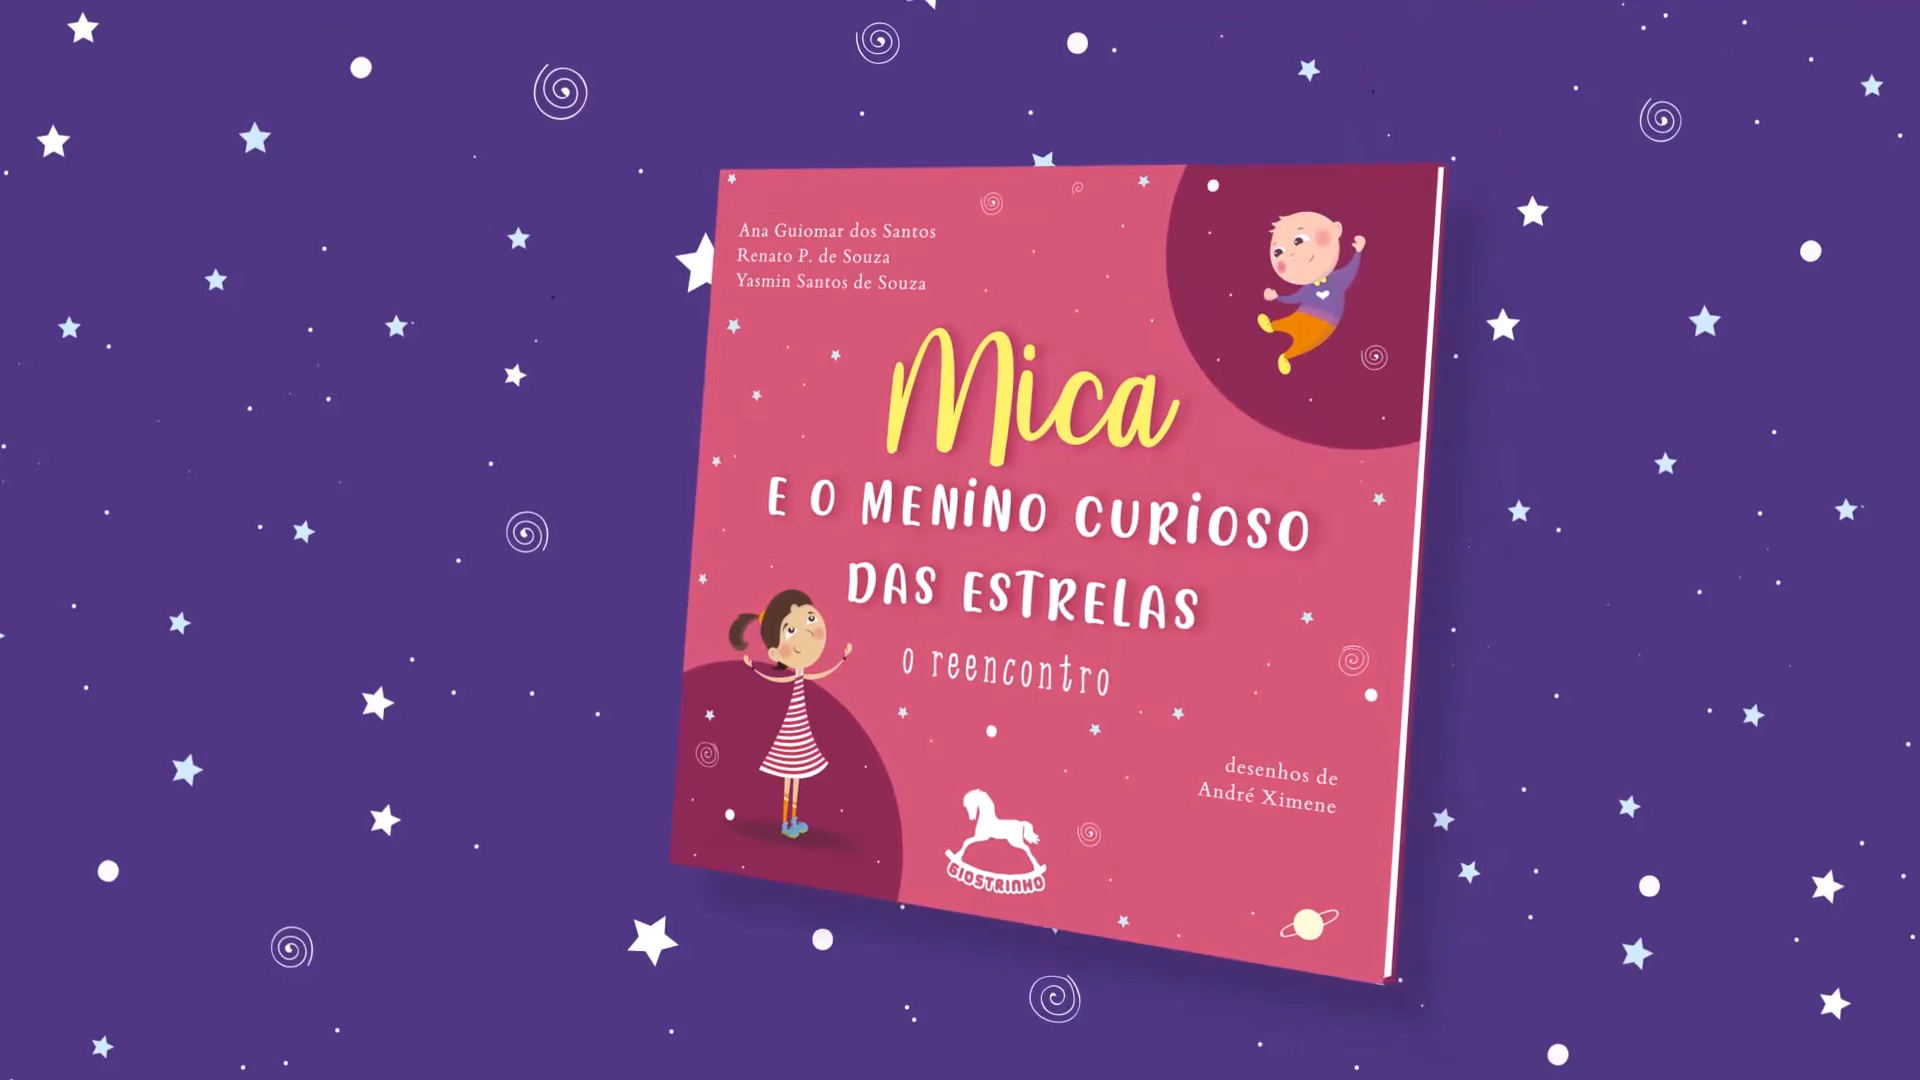 Ana Guiomar dos Santos
Renato P. de Souza
Yasmin Santos de Souza
Mica
E O MENINO CURIOSO
DAS ESTRELAS
o reencontro
desenhos de
André Ximene
GIOSTRINHO